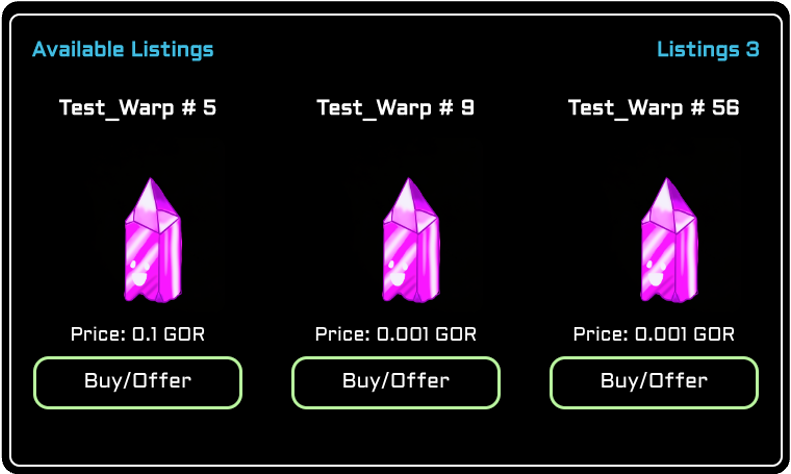 Available Listings Listings 3
Test_Warp # 5 Test_Warp # 9 Test_Warp # 56
Price: 0.1 GOR Price: 0.001 GOR Price: 0.001 GOR
Buy/Offer Buy/Offer Buy/Offer